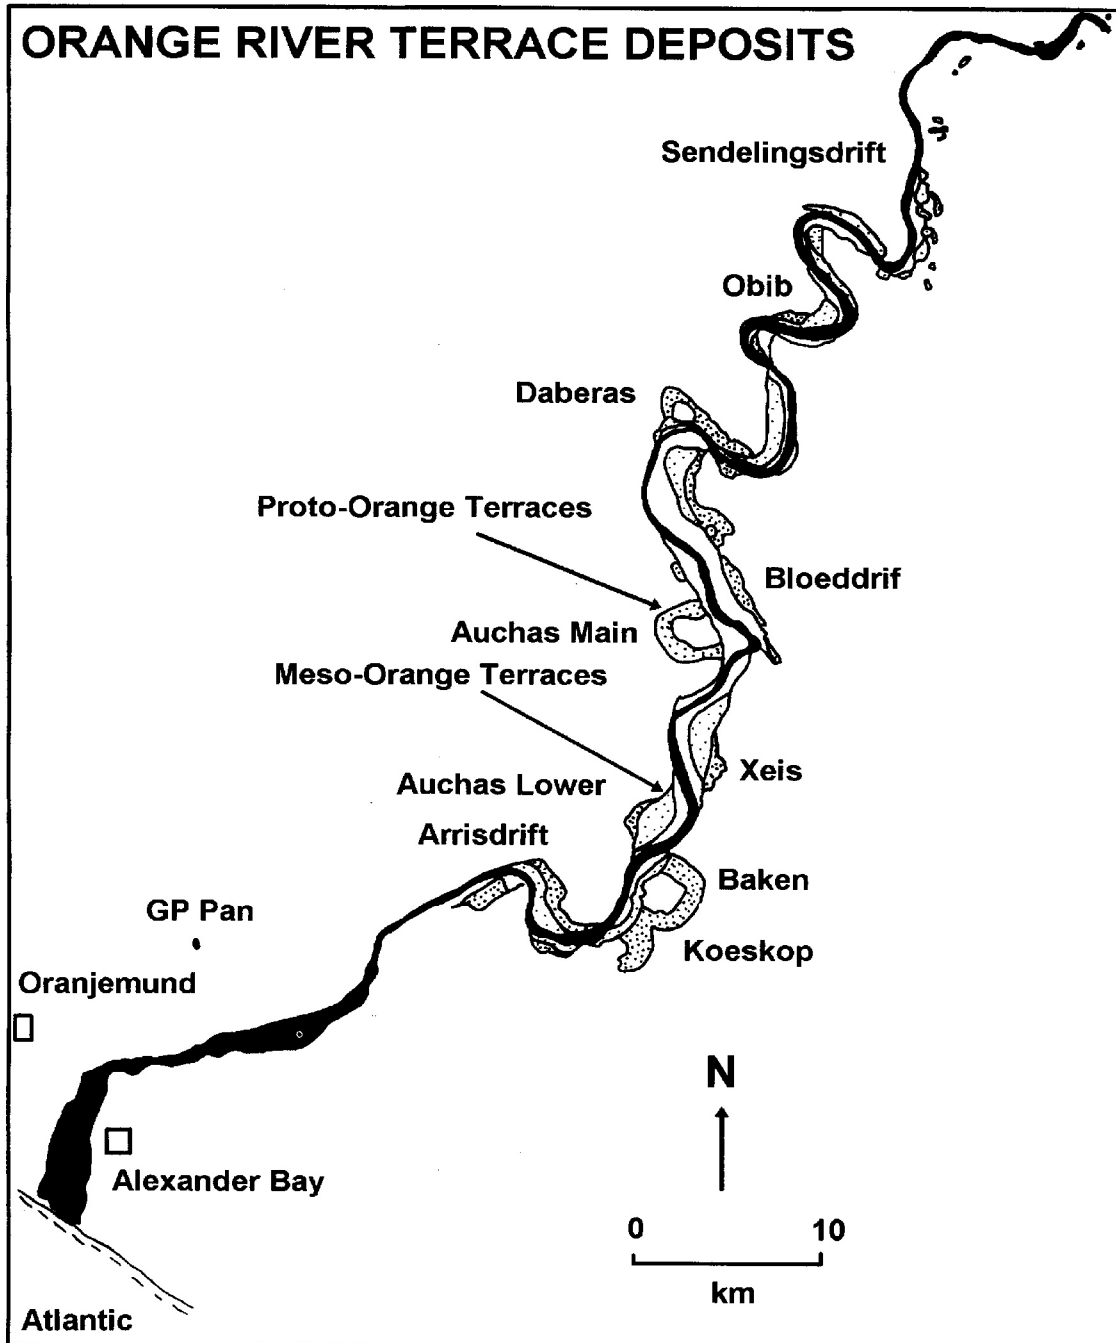 ORANGE RIVER TERRACE DEPOSITS
Sendelingsdrift
Obib
Daberas
Proto-Orange Terraces
Bloeddrif
Auchas Main
Meso-Orange Terraces
Xeis
Auchas Lower
Arrisdrift
Baken
GP Pan
Koeskop
Oranjemund
N
Alexander Bay
0 10
km
Atlantic